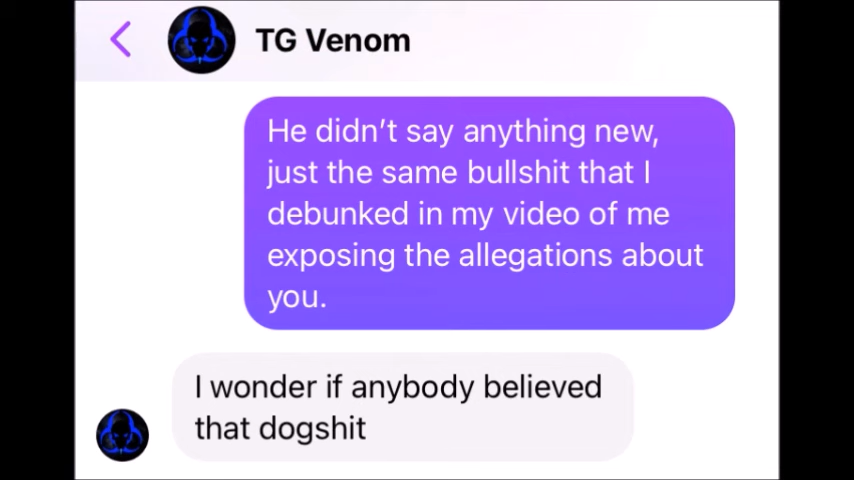 TG Venom
He didn’t say anything new,
just the same bullshit that I
debunked in my video of me
exposing the allegations about
you.
I wonder if anybody believed
that dogshit